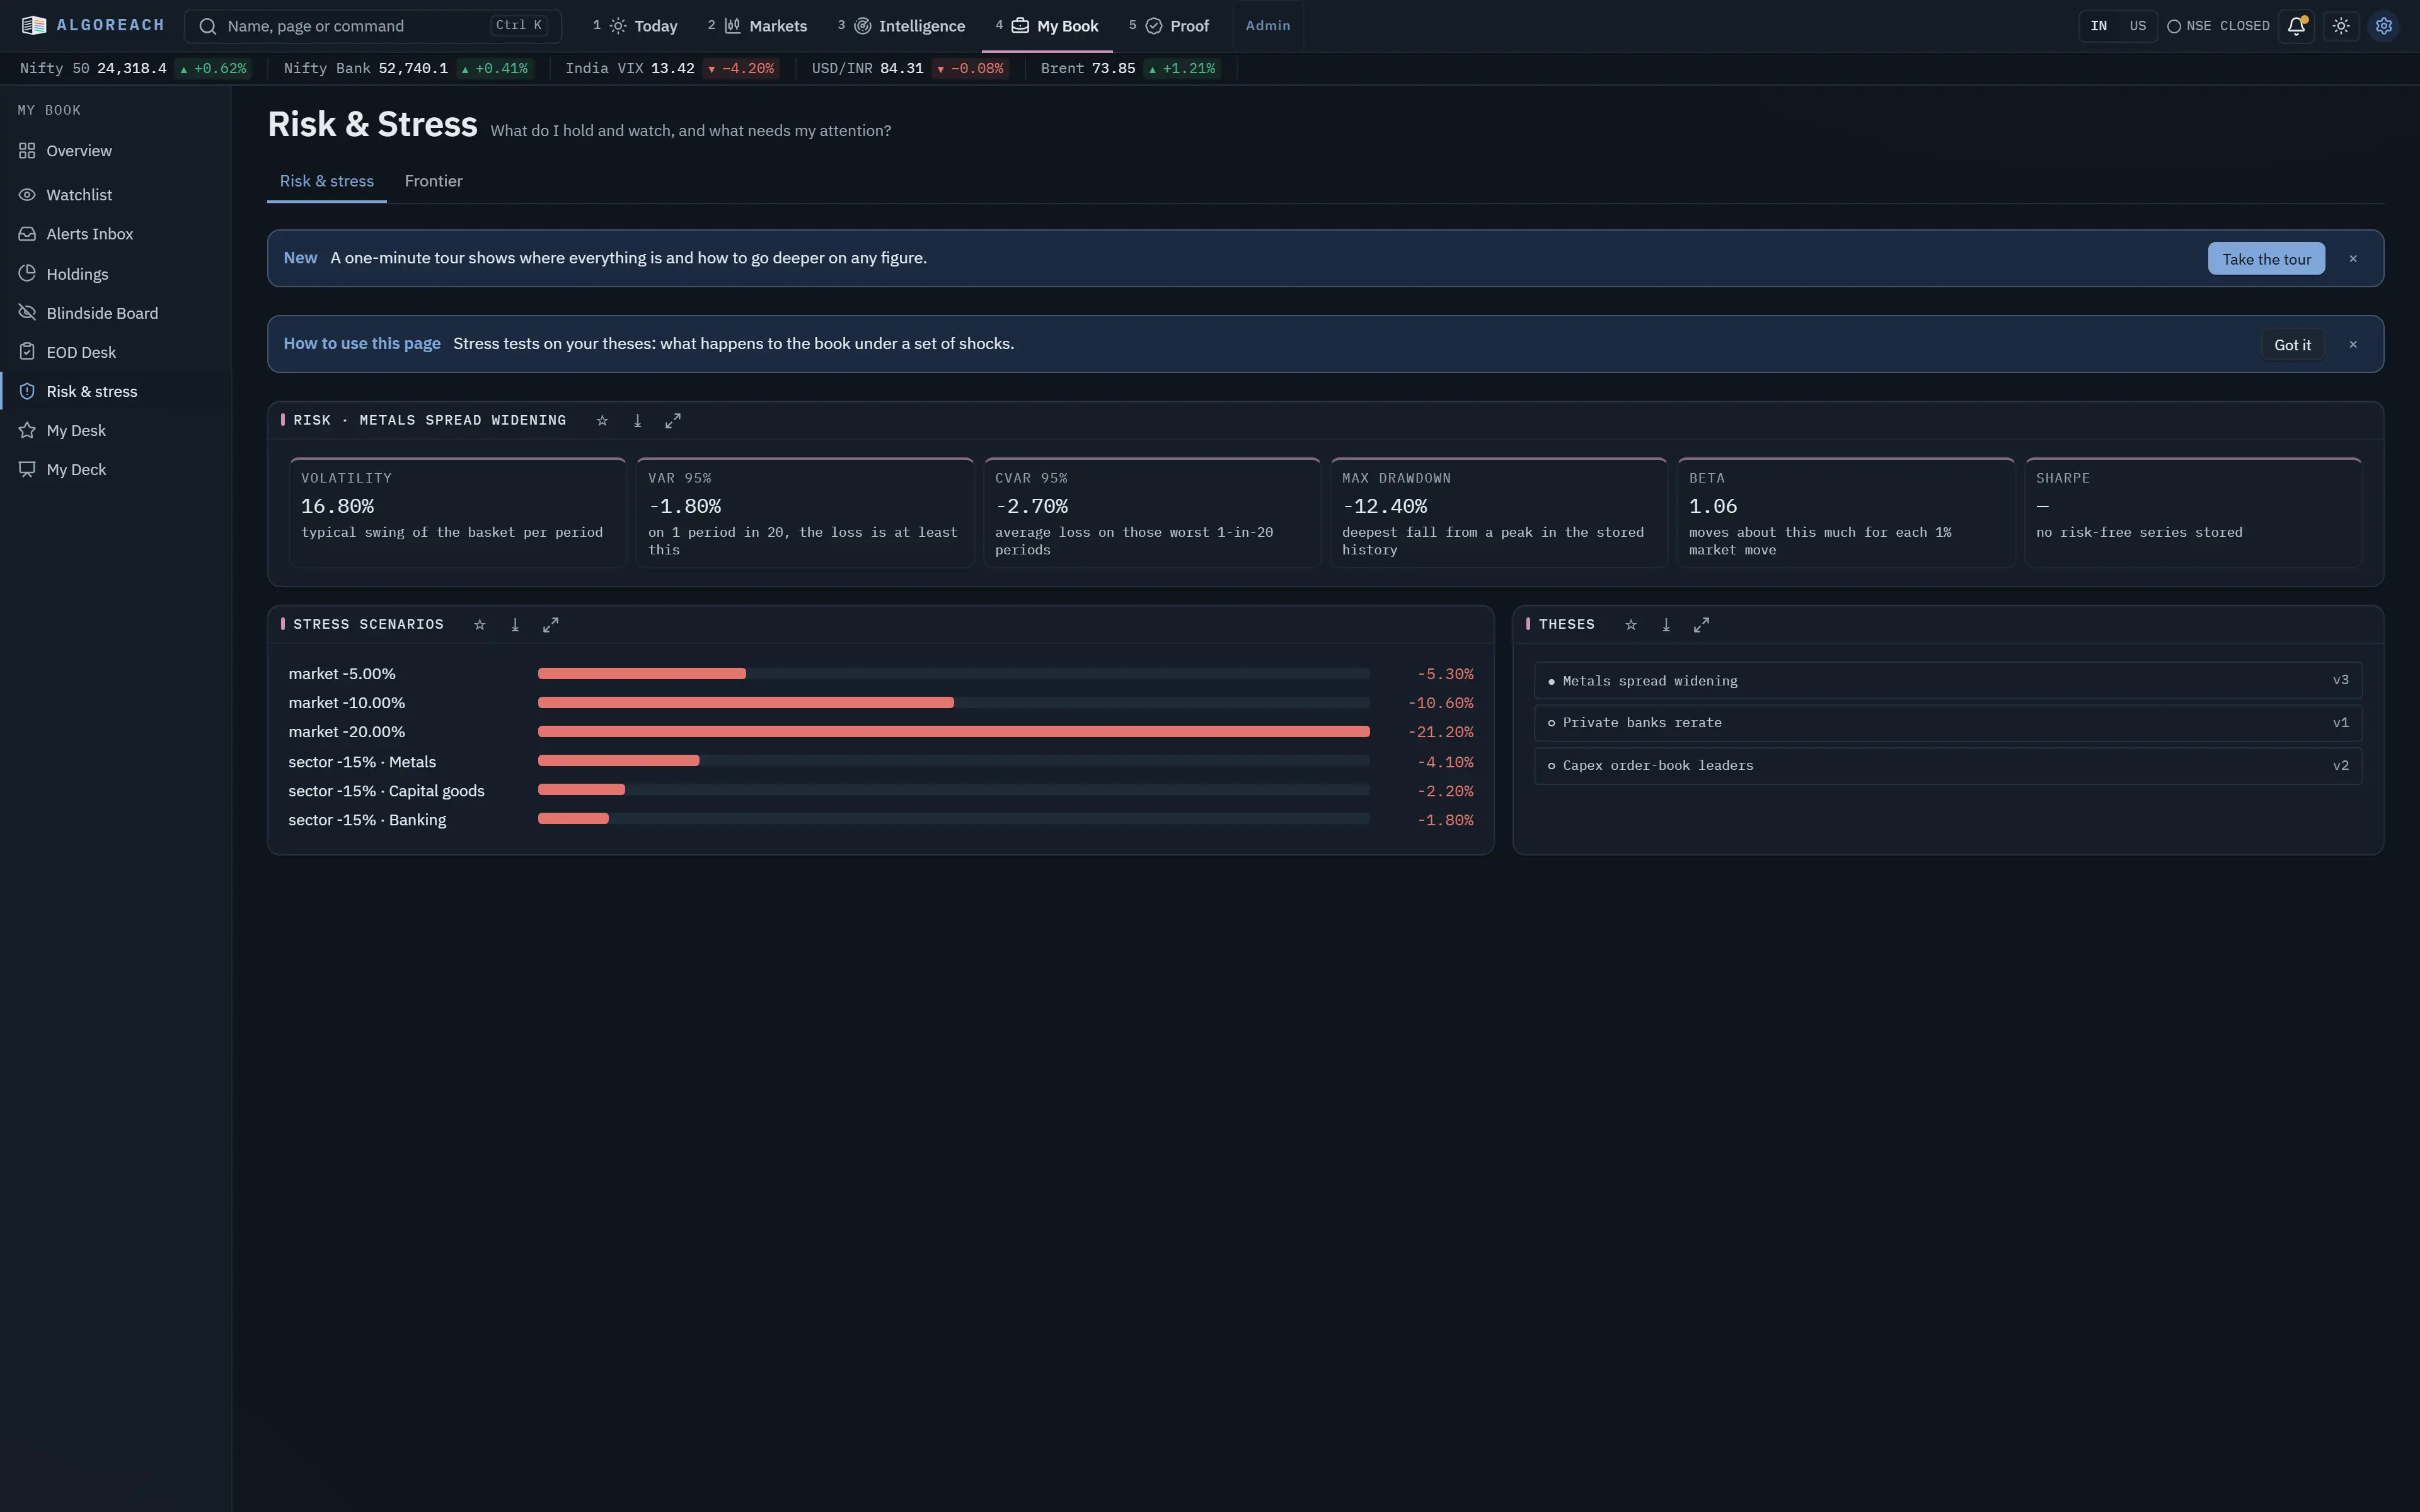 ALGOREACH
Name, page or command Ctrl K
1 Today
2 Markets
3 Intelligence
4 My Book
5 Proof
Admin
IN US
NSE CLOSED
Nifty 50 24,318.4 ▲ +0.62%
Nifty Bank 52,740.1 ▲ +0.41%
India VIX 13.42 ▼ −4.20%
USD/INR 84.31 ▼ −0.08%
Brent 73.85 ▲ +1.21%
MY BOOK
Overview
Watchlist
Alerts Inbox
Holdings
Blindside Board
EOD Desk
Risk & stress
My Desk
My Deck
Risk & Stress What do I hold and watch, and what needs my attention?
Risk & stress Frontier
New A one-minute tour shows where everything is and how to go deeper on any figure. Take the tour ×
How to use this page Stress tests on your theses: what happens to the book under a set of shocks. Got it ×
RISK · METALS SPREAD WIDENING
VOLATILITY
16.80%
typical swing of the basket per period
VAR 95%
-1.80%
on 1 period in 20, the loss is at least
this
CVAR 95%
-2.70%
average loss on those worst 1-in-20
periods
MAX DRAWDOWN
-12.40%
deepest fall from a peak in the stored
history
BETA
1.06
moves about this much for each 1%
market move
SHARPE
—
no risk-free series stored
STRESS SCENARIOS
market -5.00% -5.30%
market -10.00% -10.60%
market -20.00% -21.20%
sector -15% · Metals -4.10%
sector -15% · Capital goods -2.20%
sector -15% · Banking -1.80%
THESES
Metals spread widening v3
Private banks rerate v1
Capex order-book leaders v2